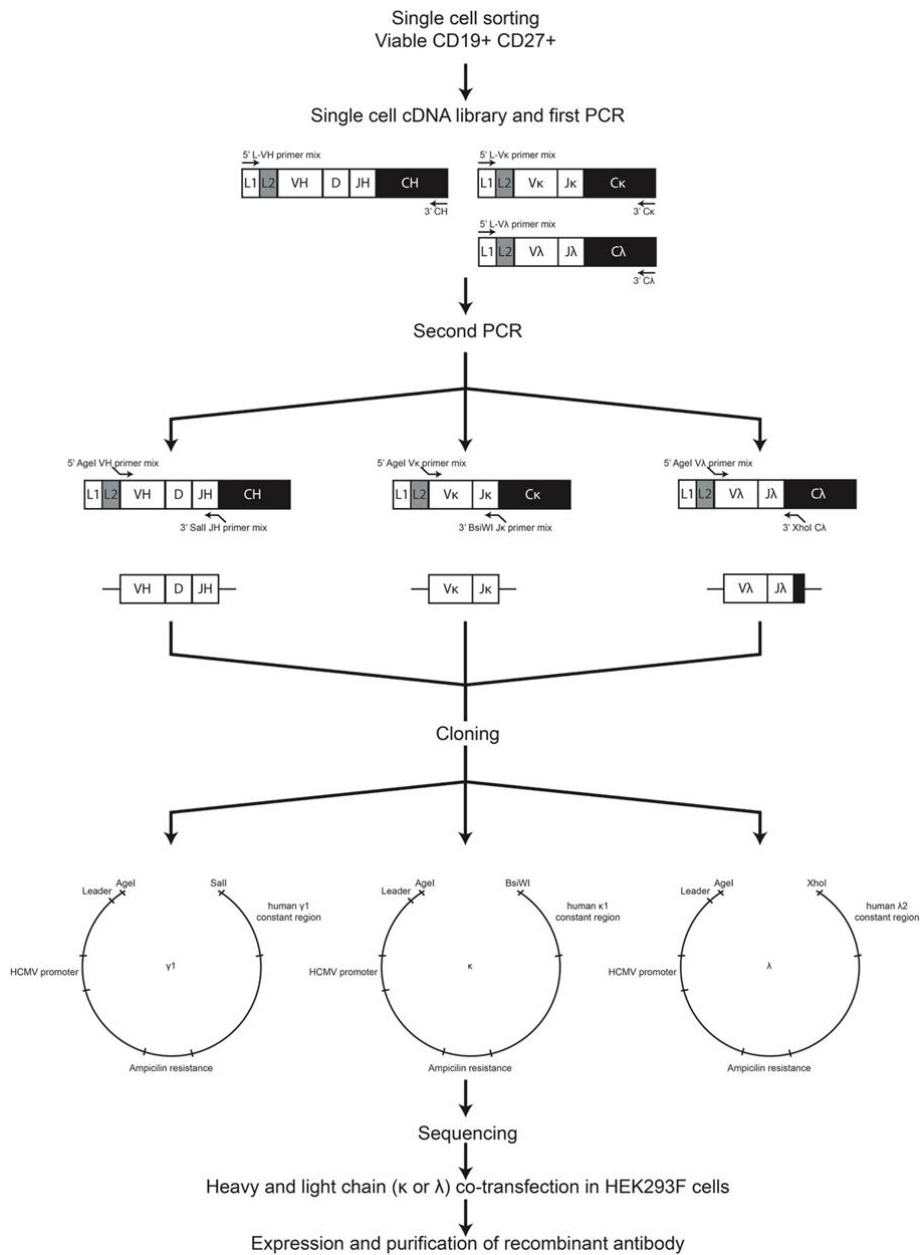 Single cell sorting
Viable CD19+ CD27+
Single cell cDNA library and first PCR
5' L-VH primer mix
L1 L2 VH D JH CH
3' CH
5' L-Vκ primer mix
L1 L2 Vκ Jκ Cκ
3' Cκ
5' L-Vλ primer mix
L1 L2 Vλ Jλ Cλ
3' Cλ
Second PCR
5' AgeI VH primer mix
L1 L2 VH D JH CH
3' SalI JH primer mix
5' AgeI Vκ primer mix
L1 L2 Vκ Jκ Cκ
3' BsiWI Jκ primer mix
5' AgeI Vλ primer mix
L1 L2 Vλ Jλ Cλ
3' XhoI Cλ
VH D JH
Vκ Jκ
Vλ Jλ
Cloning
AgeI
SalI
Leader
human γ1
constant region
HCMV promoter
γ1
Ampicilin resistance
AgeI
BsiWI
Leader
human κ1
constant region
HCMV promoter
κ
Ampicilin resistance
AgeI
XhoI
Leader
human λ2
constant region
HCMV promoter
λ
Ampicilin resistance
Sequencing
Heavy and light chain (κ or λ) co-transfection in HEK293F cells
Expression and purification of recombinant antibody